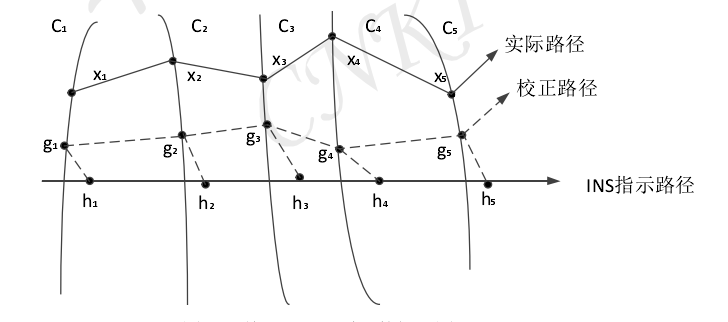 C₁ C₂ C₃ C₄ C₅
实际路径
x₁ x₂ x₃ x₄ x₅
校正路径
g₁ g₂ g₃ g₄ g₅
INS指示路径
h₁ h₂ h₃ h₄ h₅
CNKI